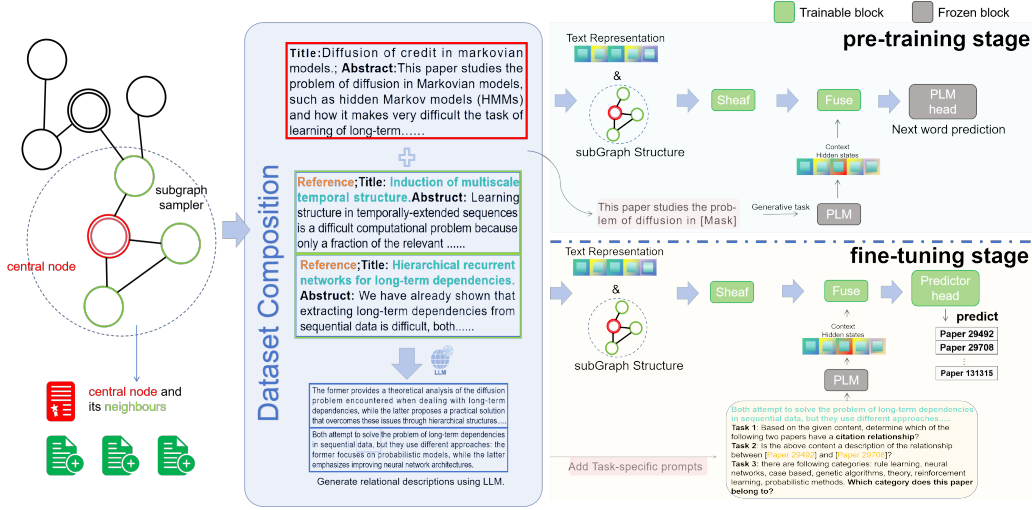 Trainable block
Frozen block
subgraph
sampler
central node
central node and
its neighbours
Dataset Composition
Title:Diffusion of credit in markovian
models.; Abstract:This paper studies the
problem of diffusion in Markovian models,
such as hidden Markov models (HMMs)
and how it makes very difficult the task of
learning of long-term......
Reference;Title: Induction of multiscale
temporal structure.Abstract: Learning
structure in temporally-extended sequences
is a difficult computational problem because
only a fraction of the relevant ......
Reference;Title: Hierarchical recurrent
networks for long-term dependencies.
Abstract: We have already shown that
extracting long-term dependencies from
sequential data is difficult, both......
LLM
The former provides a theoretical analysis of the diffusion
problem encountered when dealing with long-term
dependencies, while the latter proposes a practical solution
that overcomes these issues through hierarchical structures.....
Both attempt to solve the problem of long-term dependencies
in sequential data, but they use different approaches: the
former focuses on probabilistic models, while the latter
emphasizes improving neural network architectures.
Generate relational descriptions using LLM.
pre-training stage
Text Representation
&
subGraph Structure
Sheaf
Fuse
PLM
head
Next word prediction
Context
Hidden states
This paper studies the prob-
lem of diffusion in [Mask]
Generative task
PLM
fine-tuning stage
Text Representation
&
subGraph Structure
Sheaf
Fuse
Predictor
head
predict
Paper 29492
Paper 29708
Paper 131315
Context
Hidden states
PLM
Add Task-specific prompts
Both attempt to solve the problem of long-term dependencies
in sequential data, but they use different approaches.....
Task 1: Based on the given content, determine which of the
following two papers have a citation relationship?
Task 2: Is the above content a description of the relationship
between [Paper 29492] and [Paper 29708]?
Task 3: there are following categories: rule learning, neural
networks, case based, genetic algorithms, theory, reinforcement
learning, probabilistic methods. Which category does this paper
belong to?